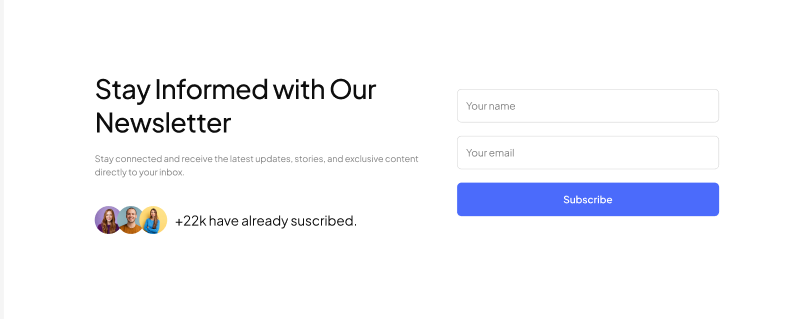 Stay Informed with Our
Newsletter
Stay connected and receive the latest updates, stories, and exclusive content
directly to your inbox.
+22k have already suscribed.
Your name
Your email
Subscribe